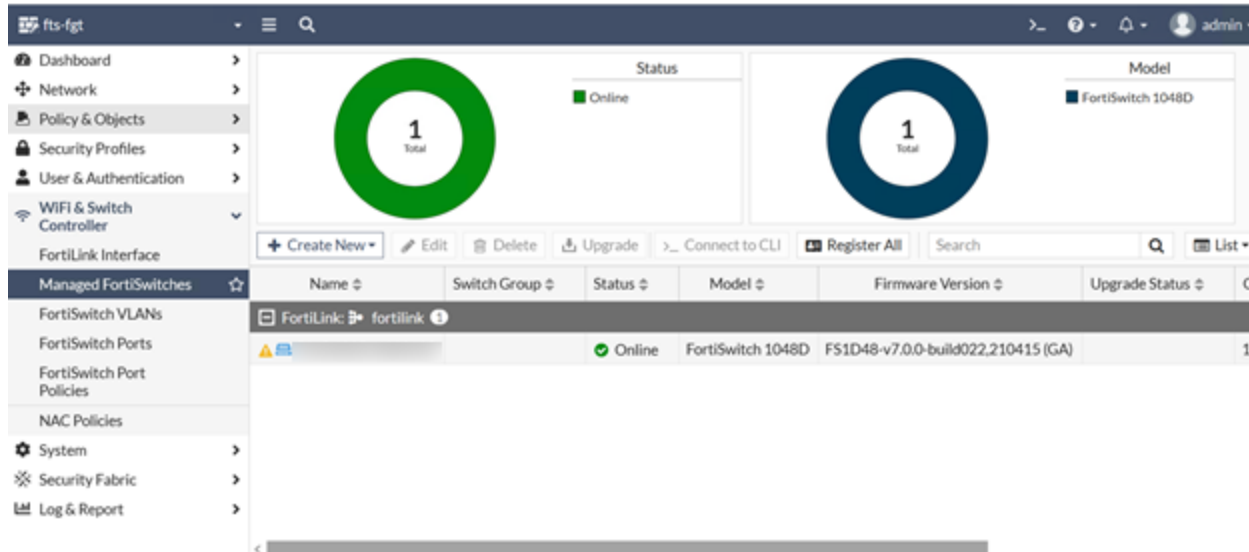 fts-fgt
>_
admin
Dashboard
Network
Policy & Objects
Security Profiles
User & Authentication
WiFi & Switch
Controller
FortiLink Interface
Managed FortiSwitches
FortiSwitch VLANs
FortiSwitch Ports
FortiSwitch Port
Policies
NAC Policies
System
Security Fabric
Log & Report
Status
1
Total
Online
Model
1
Total
FortiSwitch 1048D
+ Create New Edit Delete Upgrade >_ Connect to CLI Register All Search List
Name Switch Group Status Model Firmware Version Upgrade Status
FortiLink: fortilink 1
Online FortiSwitch 1048D FS1D48-v7.0.0-build022,210415 (GA) 1